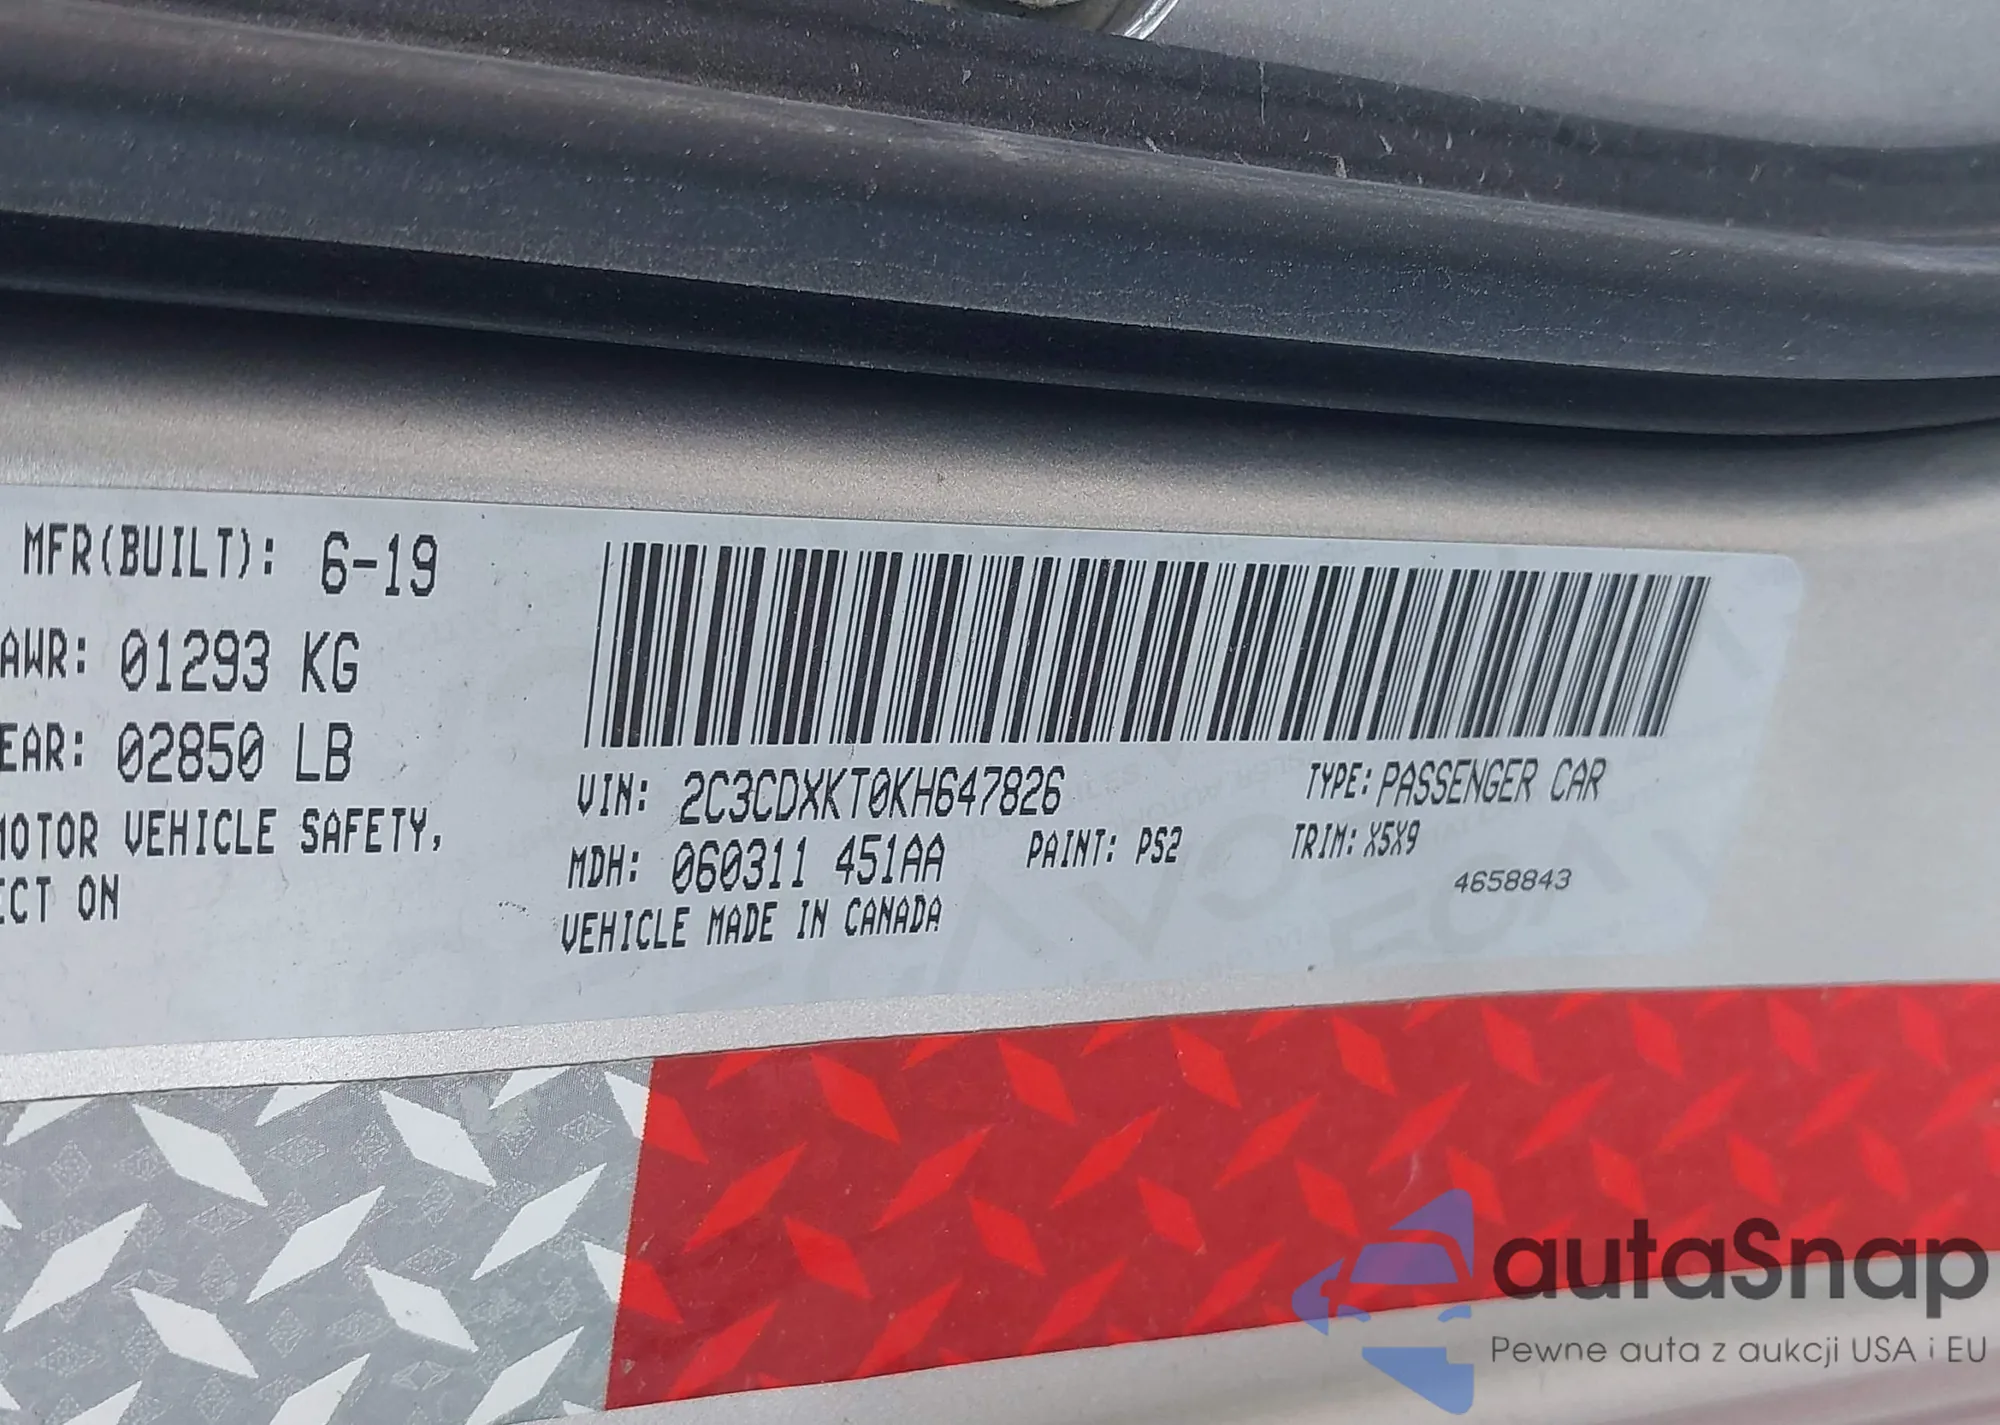 MFR(BUILT): 6-19
AWR: 01293 KG
EAR: 02850 LB
MOTOR VEHICLE SAFETY,
ECT ON
VIN: 2C3CDXKT0KH647826
TYPE: PASSENGER CAR
MDH: 060311 451AA
PAINT: PS2
TRIM: X5X9
4658843
VEHICLE MADE IN CANADA
autaSnap
Pewne auta z aukcji USA i EU